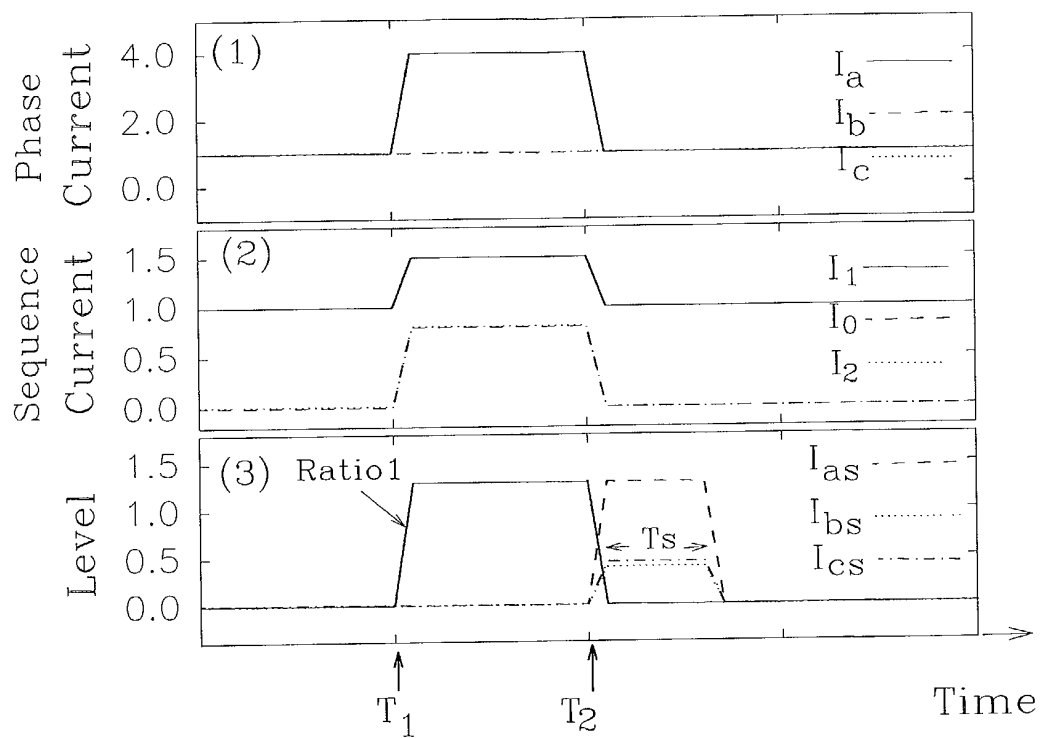 (1)
Phase
Current
4.0
2.0
0.0
Ia
Ib
Ic
(2)
Sequence
Current
1.5
1.0
0.5
0.0
I1
I0
I2
(3)
Level
1.5
1.0
0.5
0.0
Ratio1
Ts
Ias
Ibs
Ics
T1
T2
Time